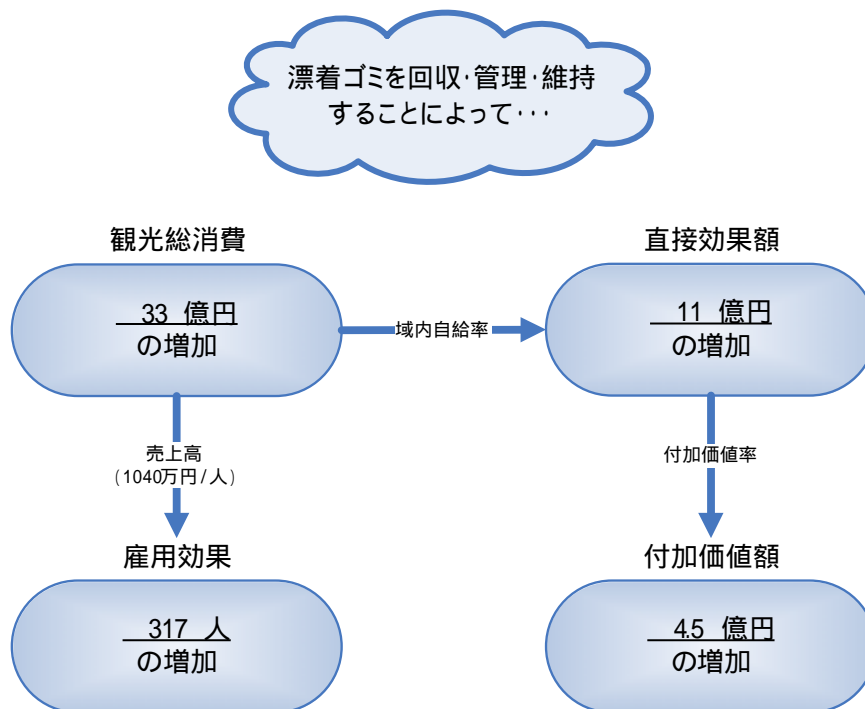 漂着ゴミを回収･管理･維持
することによって･･･
観光総消費
33 億円
の増加
域内自給率
直接効果額
11 億円
の増加
売上高
(1040万円/人)
付加価値率
雇用効果
317 人
の増加
付加価値額
4.5 億円
の増加